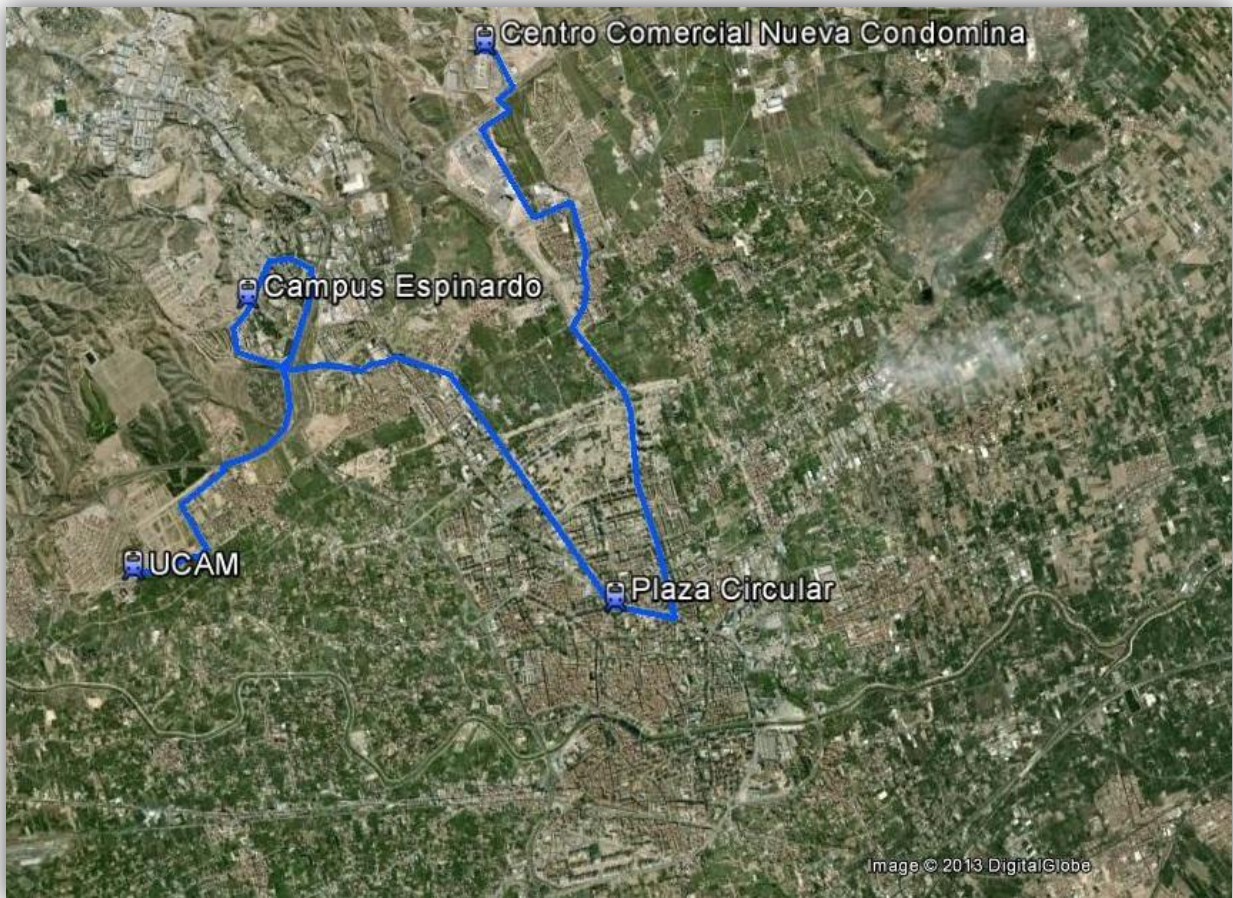 Centro Comercial Nueva Condomina
Campus Espinardo
UCAM
Plaza Circular
Image © 2013 DigitalGlobe